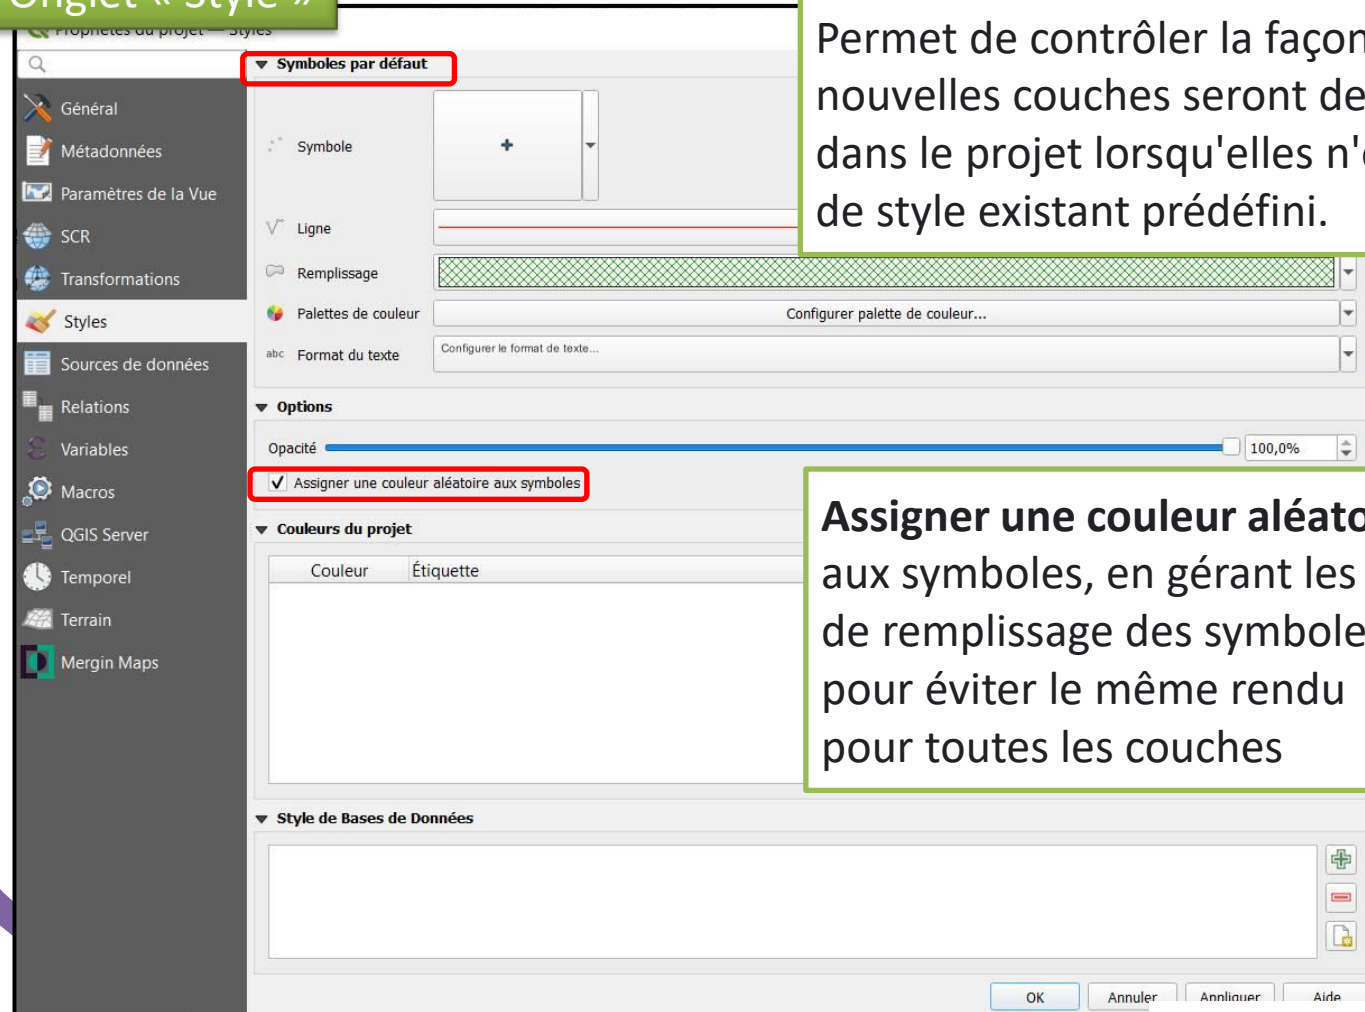 Onglet « Style »
Propriétés du projet — Styles
Permet de contrôler la façon
nouvelles couches seront de
dans le projet lorsqu'elles n'
de style existant prédéfini.
Général
Métadonnées
Paramètres de la Vue
SCR
Transformations
Styles
Sources de données
Relations
Variables
Macros
QGIS Server
Temporel
Terrain
Mergin Maps
Symboles par défaut
Symbole
Ligne
Remplissage
Palettes de couleur
Configurer palette de couleur...
abc Format du texte
Configurer le format de texte...
Options
Opacité
100,0%
Assigner une couleur aléatoire aux symboles
Assigner une couleur aléato
aux symboles, en gérant les
de remplissage des symbole
pour éviter le même rendu
pour toutes les couches
Couleurs du projet
Couleur Étiquette
Style de Bases de Données
OK Annuler Appliquer Aide